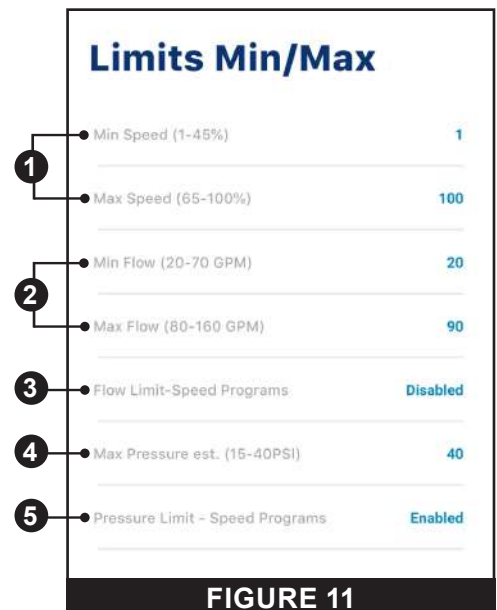 Limits Min/Max
1
Min Speed (1-45%) 1
Max Speed (65-100%) 100
2
Min Flow (20-70 GPM) 20
Max Flow (80-160 GPM) 90
3 Flow Limit-Speed Programs Disabled
4 Max Pressure est. (15-40PSI) 40
5 Pressure Limit - Speed Programs Enabled
FIGURE 11